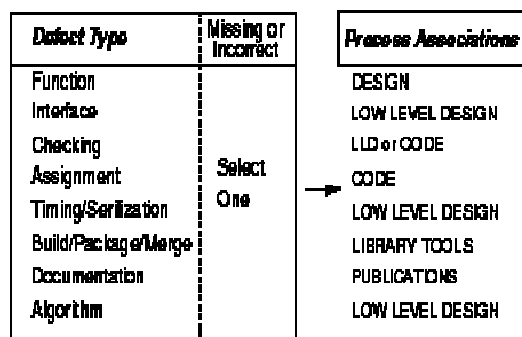 Defect Type
Missing or
Incorrect
Process Associations
Function
DESIGN
Interface
LOW LEVEL DESIGN
Checking
LLD or CODE
Assignment
Select
One
CODE
Timing/Serilization
LOW LEVEL DESIGN
Build/Package/Merge
LIBRARY TOOLS
Documentation
PUBLICATIONS
Algorithm
LOW LEVEL DESIGN